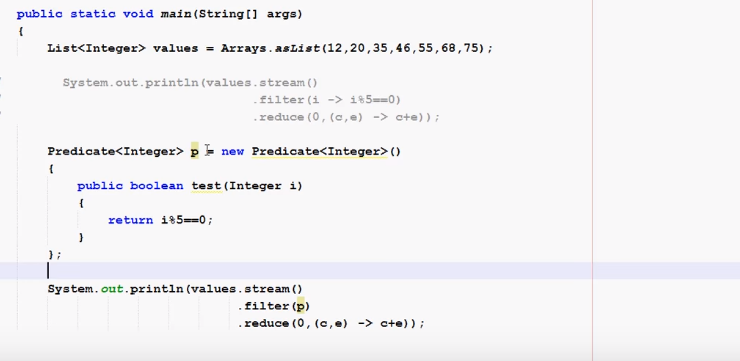 public static void main(String[] args)
{
List<Integer> values = Arrays.asList(12,20,35,46,55,68,75);
System.out.println(values.stream()
.filter(i -> i%5==0)
.reduce(0,(c,e) -> c+e));
Predicate<Integer> p = new Predicate<Integer>()
{
public boolean test(Integer i)
{
return i%5==0;
}
};
System.out.println(values.stream()
.filter(p)
.reduce(0,(c,e) -> c+e));